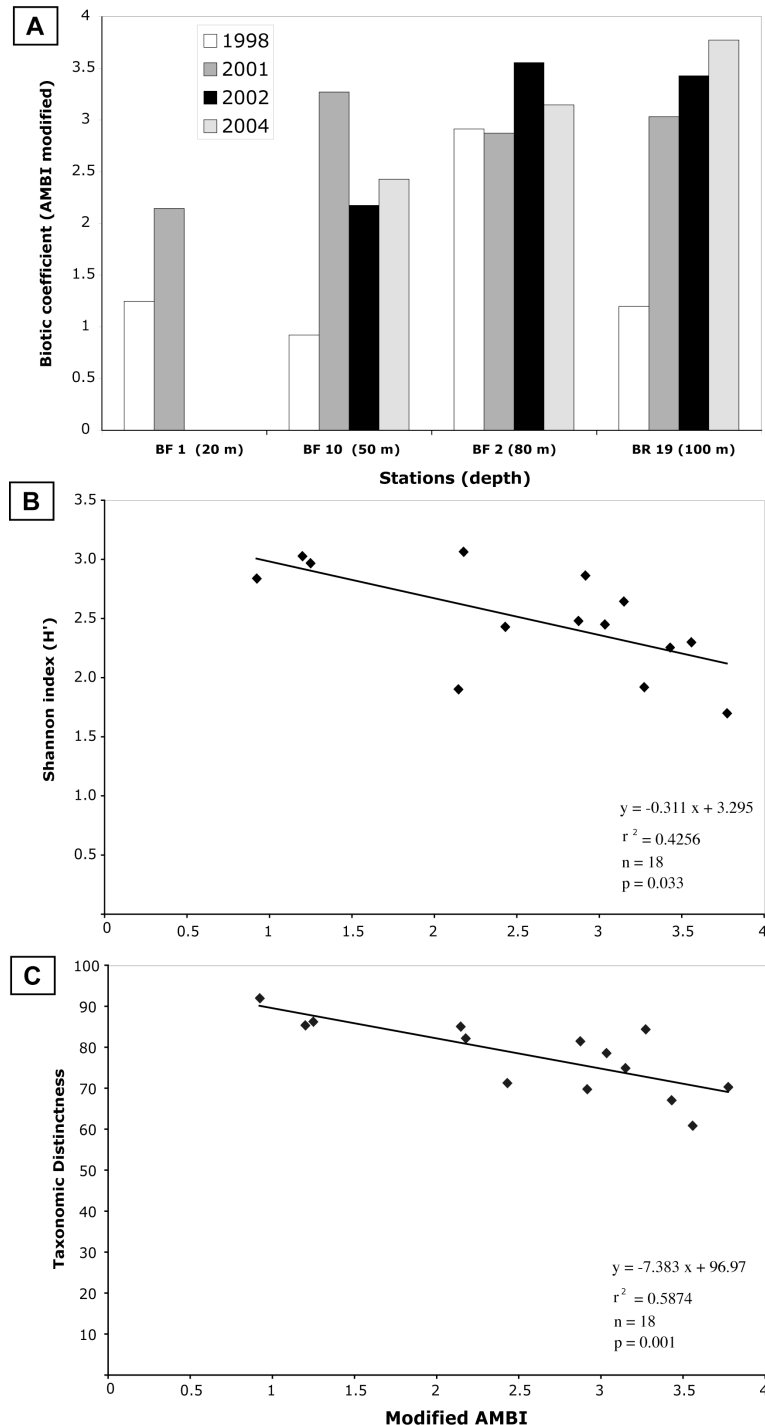 A
4
3.5
3
2.5
2
1.5
1
0.5
0
Biotic coefficient (AMBI modified)
1998
2001
2002
2004
BF 1 (20 m)
BF 10 (50 m)
BF 2 (80 m)
BR 19 (100 m)
Stations (depth)
B
3.5
3.0
2.5
2.0
1.5
1.0
0.5
Shannon index (H')
y = -0.311 x + 3.295
r 2 = 0.4256
n = 18
p = 0.033
0 0.5 1 1.5 2 2.5 3 3.5 4
C
100
90
80
70
60
50
40
30
20
10
Taxonomic Distinctness
y = -7.383 x + 96.97
r 2 = 0.5874
n = 18
p = 0.001
0 0.5 1 1.5 2 2.5 3 3.5 4
Modified AMBI